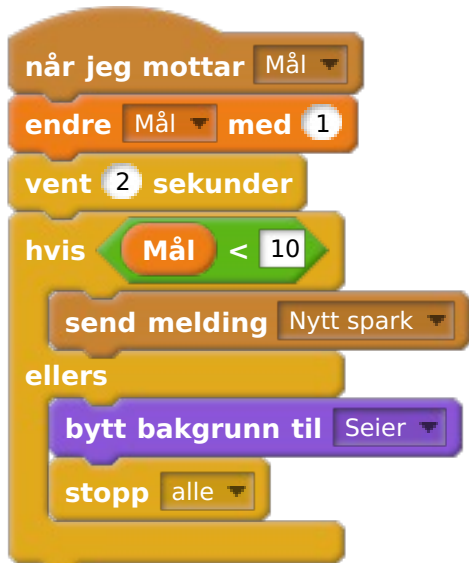 når jeg mottar Mål
endre Mål med 1
vent 2 sekunder
hvis Mål < 10
send melding Nytt spark
ellers
bytt bakgrunn til Seier
stopp alle